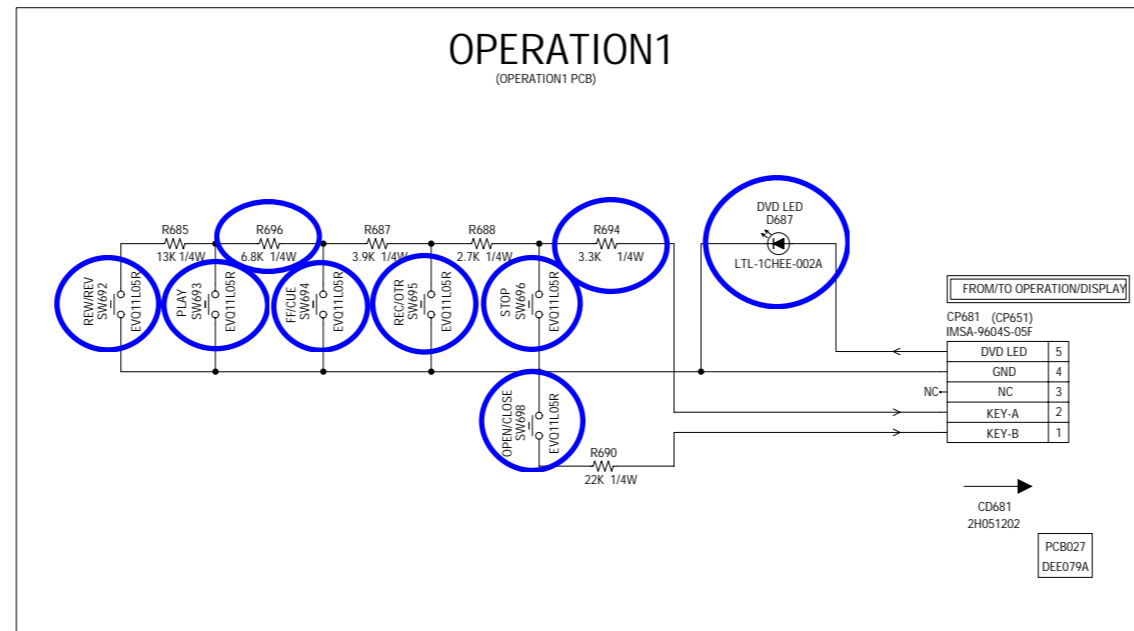 OPERATION1
(OPERATION1 PCB)
DVD LED
D687
LTL-1CHEE-002A
R685
13K 1/4W
R696
6.8K 1/4W
R687
3.9K 1/4W
R688
2.7K 1/4W
R694
3.3K 1/4W
REW/REV
SW692
EVQ11L05R
PLAY
SW693
EVQ11L05R
FF/CUE
SW694
EVQ11L05R
REC/OTR
SW695
EVQ11L05R
STOP
SW696
EVQ11L05R
OPEN/CLOSE
SW698
EVQ11L05R
R690
22K 1/4W
FROM/TO OPERATION/DISPLAY
CP681 (CP651)
IMSA-9604S-05F
DVD LED 5
GND 4
NC NC 3
KEY-A 2
KEY-B 1
CD681
2H051202
PCB027
DEE079A